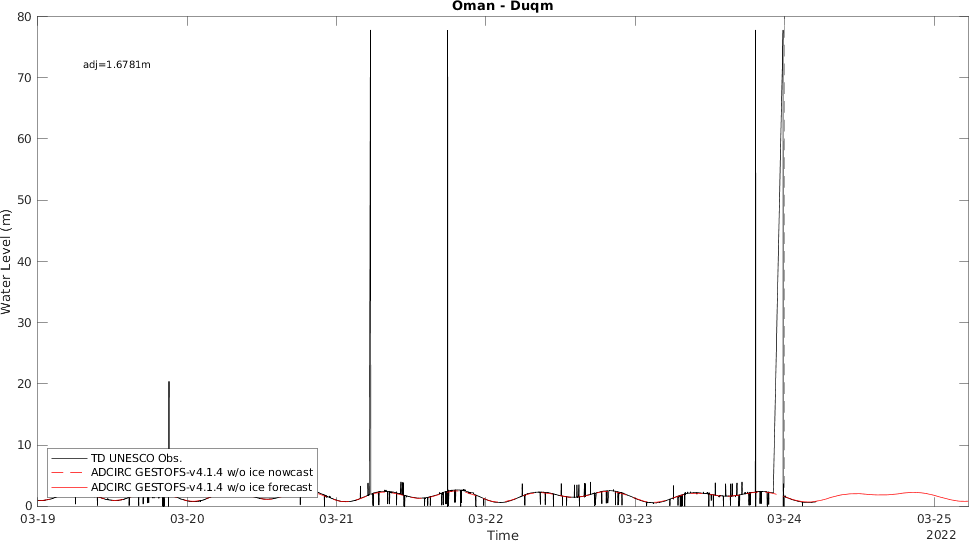 Oman - Duqm
80
70
60
50
40
30
20
10
0
adj=1.6781m
Water Level (m)
TD UNESCO Obs.
ADCIRC GESTOFS-v4.1.4 w/o ice nowcast
ADCIRC GESTOFS-v4.1.4 w/o ice forecast
03-19 03-20 03-21 03-22 03-23 03-24 03-25
Time
2022